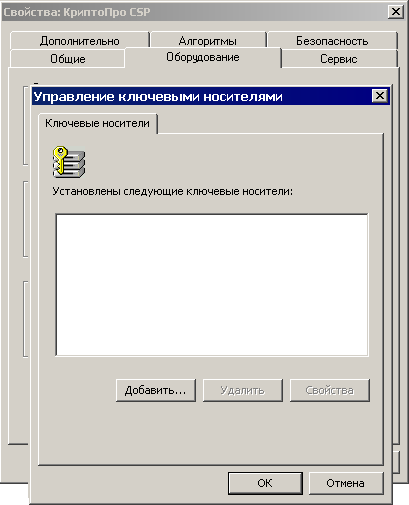 Свойства: КриптоПро CSP
Дополнительно Алгоритмы Безопасность
Общие Оборудование Сервис
Управление ключевыми носителями
Ключевые носители
Установлены следующие ключевые носители:
Добавить... Удалить Свойства
OK Отмена